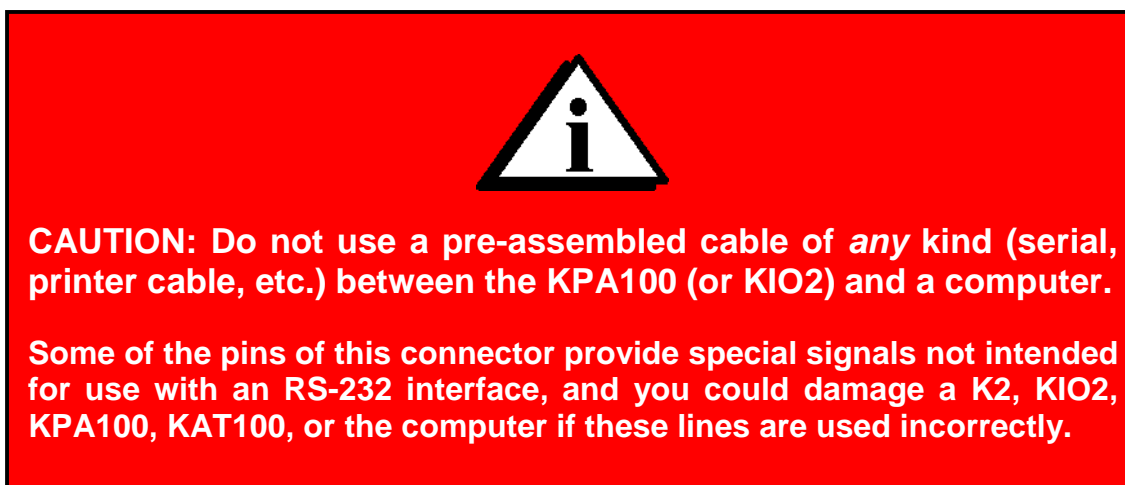 i
CAUTION: Do not use a pre-assembled cable of any kind (serial,
printer cable, etc.) between the KPA100 (or KIO2) and a computer.
Some of the pins of this connector provide special signals not intended
for use with an RS-232 interface, and you could damage a K2, KIO2,
KPA100, KAT100, or the computer if these lines are used incorrectly.